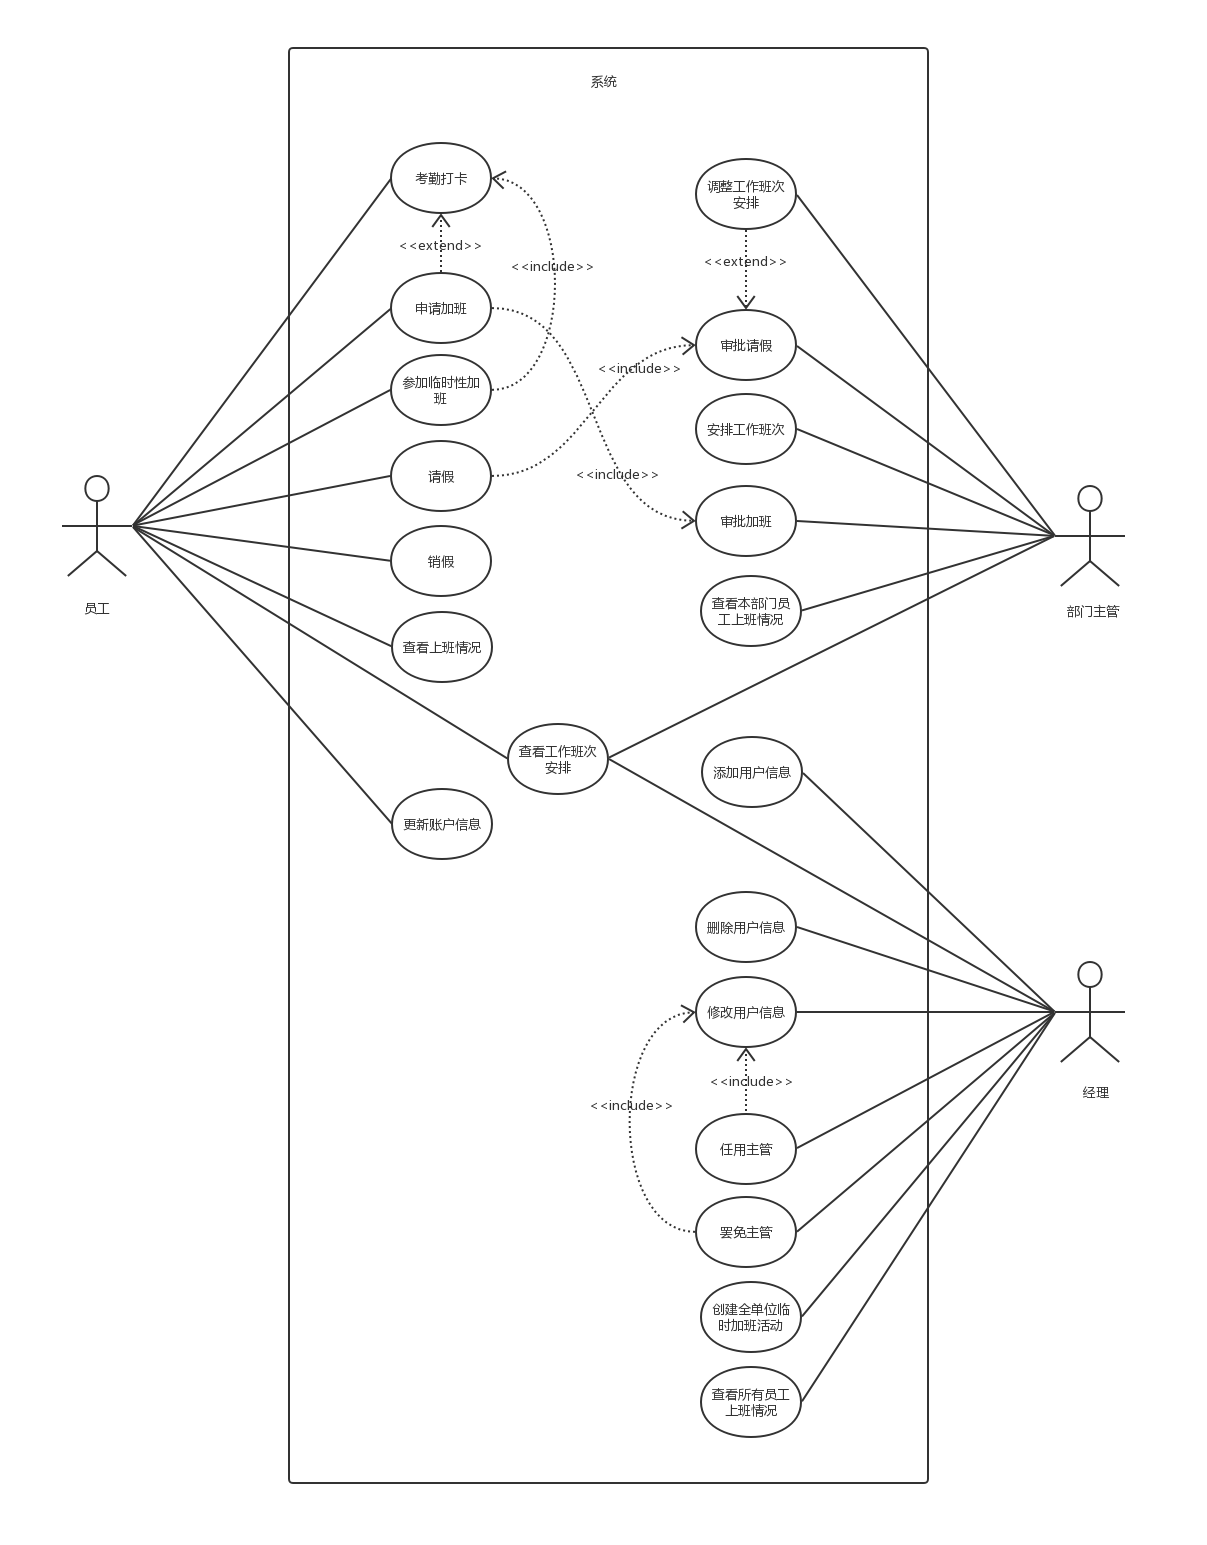 系统
考勤打卡
调整工作班次
安排
<<extend>>
<<include>>
<<extend>>
申请加班
审批请假
<<include>>
参加临时性加
班
安排工作班次
请假
<<include>>
审批加班
销假
查看本部门员
工上班情况
员工
部门主管
查看上班情况
查看工作班次
安排
添加用户信息
更新账户信息
删除用户信息
修改用户信息
<<include>>
<<include>>
经理
任用主管
罢免主管
创建全单位临
时加班活动
查看所有员工
上班情况